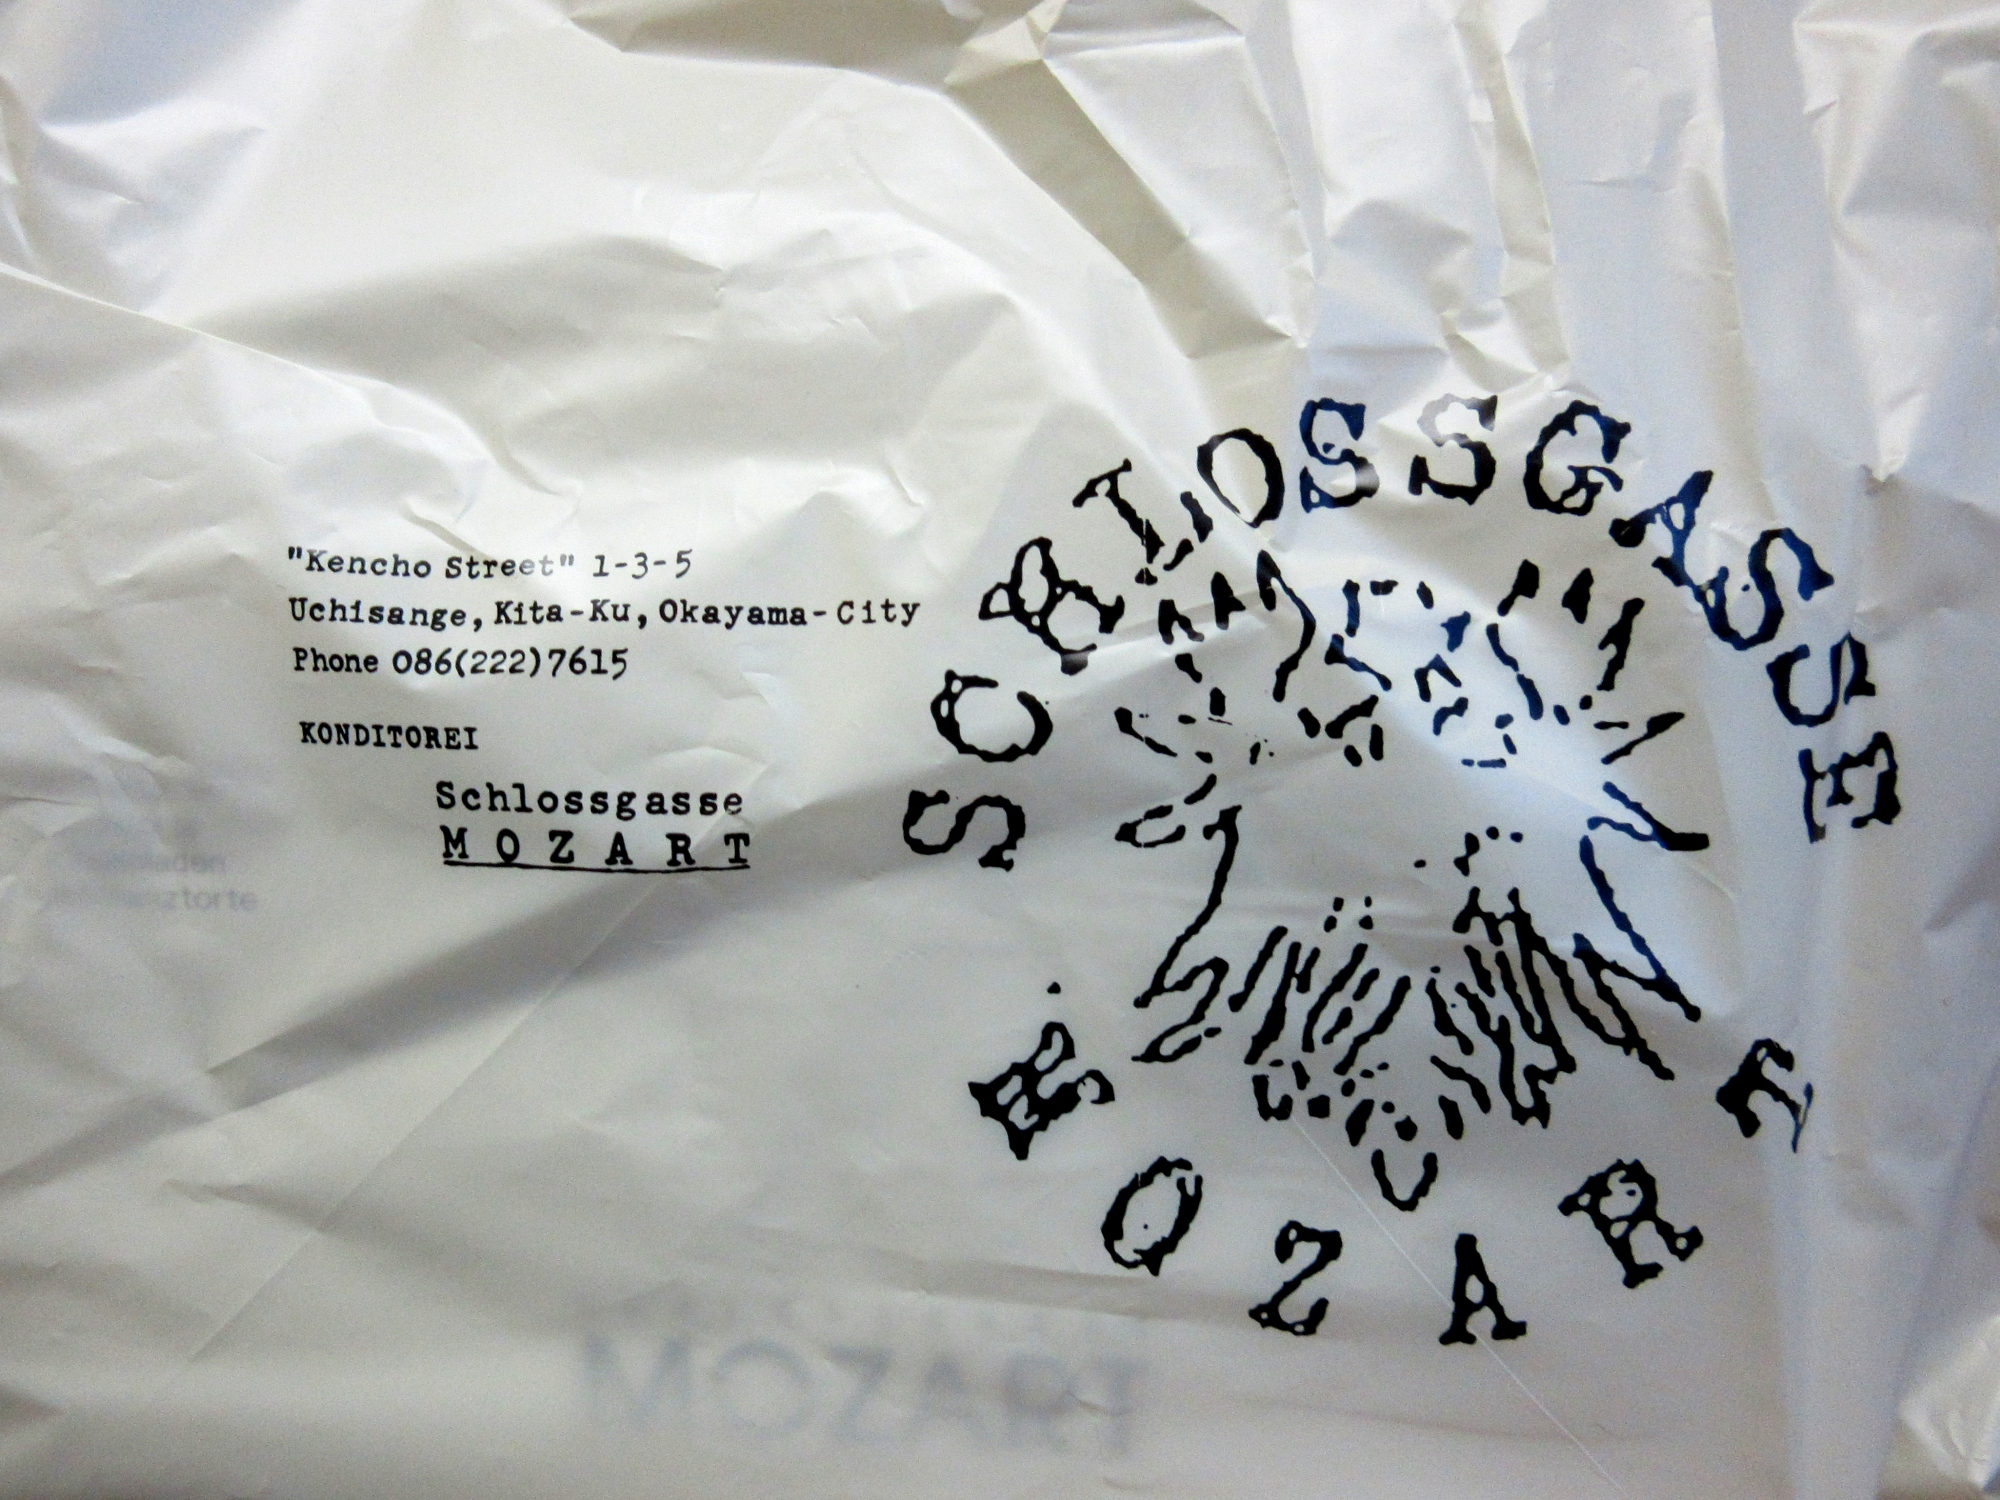 "Kencho Street" 1-3-5
Uchisange, Kita-Ku, Okayama-City
Phone 086(222)7615
KONDITOREI
Schlossgasse
MOZART
SCHLOSSGASSE
MOZART
MOZART